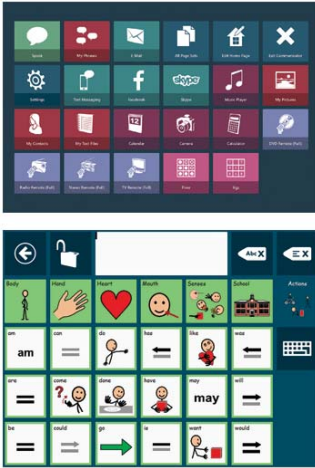 Speak My Phrases E-Mail All Page Sets Edit Home Page Exit Communicator
Settings Text Messaging Facebook Skype Music Player My Pictures
My Contacts My Text Files Calendar Camera Calculator DVD Remote (Full)
Radio Remote (Full) Stereo Remote (Full) TV Remote (Full)
Abc X X
Body Hand Heart Mouth Senses School Actions
am can do has like was
am
are come done have may will
may
be could go is want would